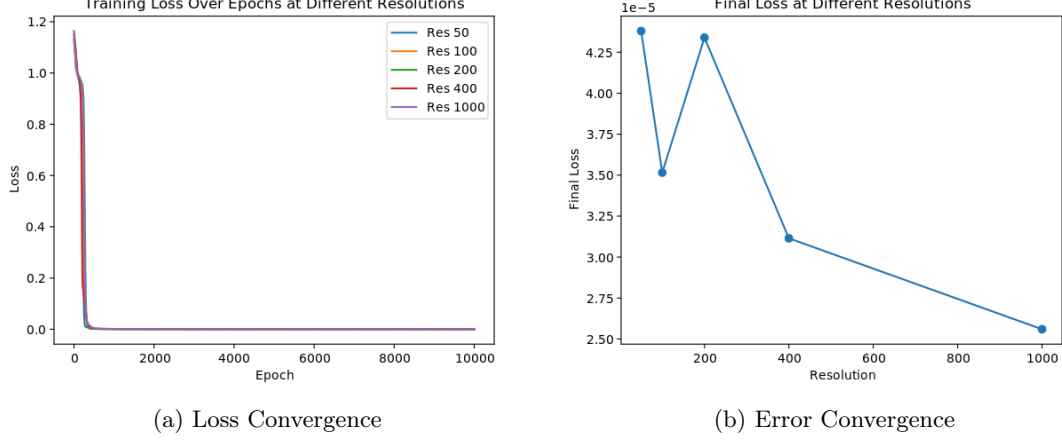 Training Loss Over Epochs at Different Resolutions
1.2
1.0
0.8
0.6
0.4
0.2
0.0
Loss
Res 50
Res 100
Res 200
Res 400
Res 1000
0 2000 4000 6000 8000 10000
Epoch
(a) Loss Convergence
Final Loss at Different Resolutions
1e−5
4.25
4.00
3.75
3.50
3.25
3.00
2.75
2.50
Final Loss
200 400 600 800 1000
Resolution
(b) Error Convergence